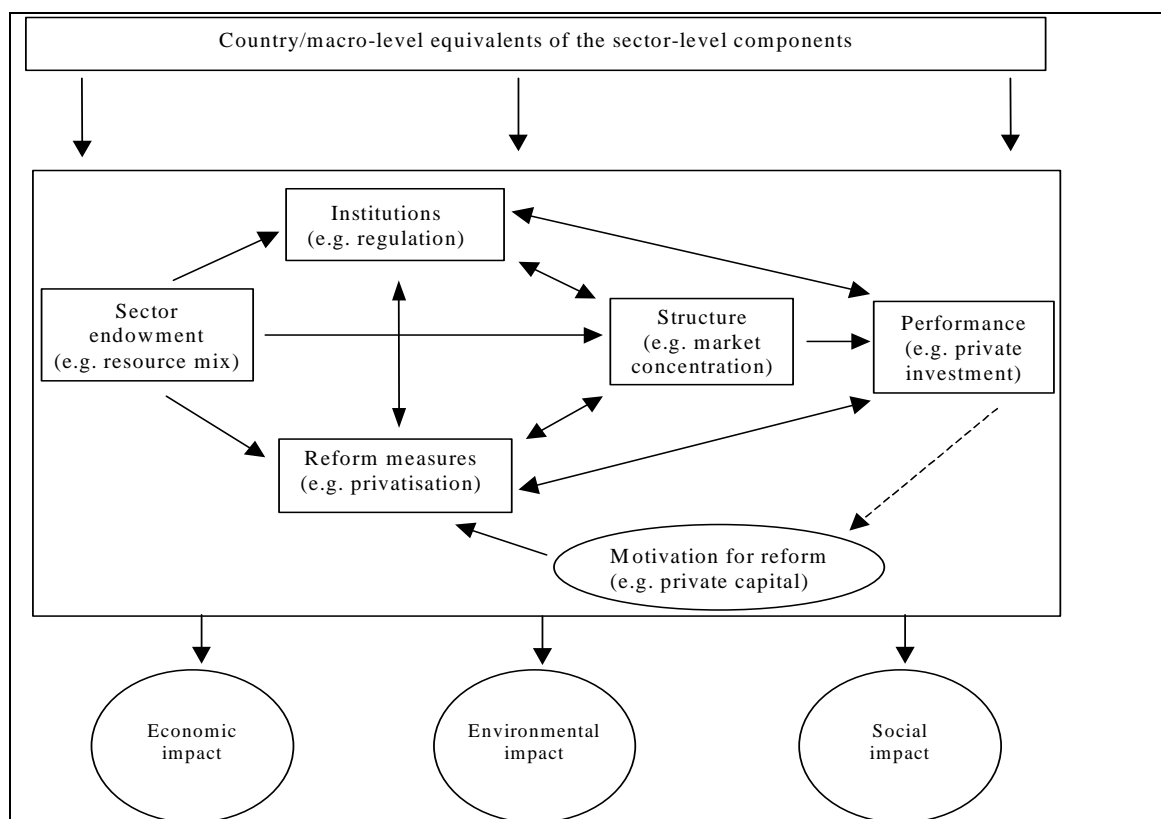 Country/macro-level equivalents of the sector-level components
Institutions
(e.g. regulation)
Sector
endowment
(e.g. resource mix)
Structure
(e.g. market
concentration)
Performance
(e.g. private
investment)
Reform measures
(e.g. privatisation)
Motivation for reform
(e.g. private capital)
Economic
impact
Environmental
impact
Social
impact